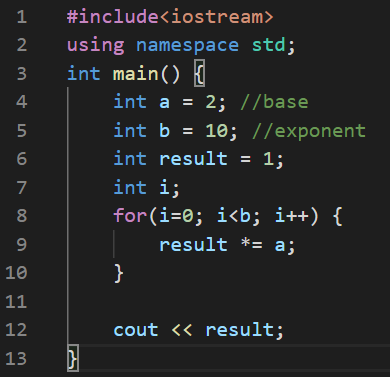 1 #include<iostream>
2 using namespace std;
3 int main() {
4     int a = 2; //base
5     int b = 10; //exponent
6     int result = 1;
7     int i;
8     for(i=0; i<b; i++) {
9         result *= a;
10     }
11
12     cout << result;
13 }